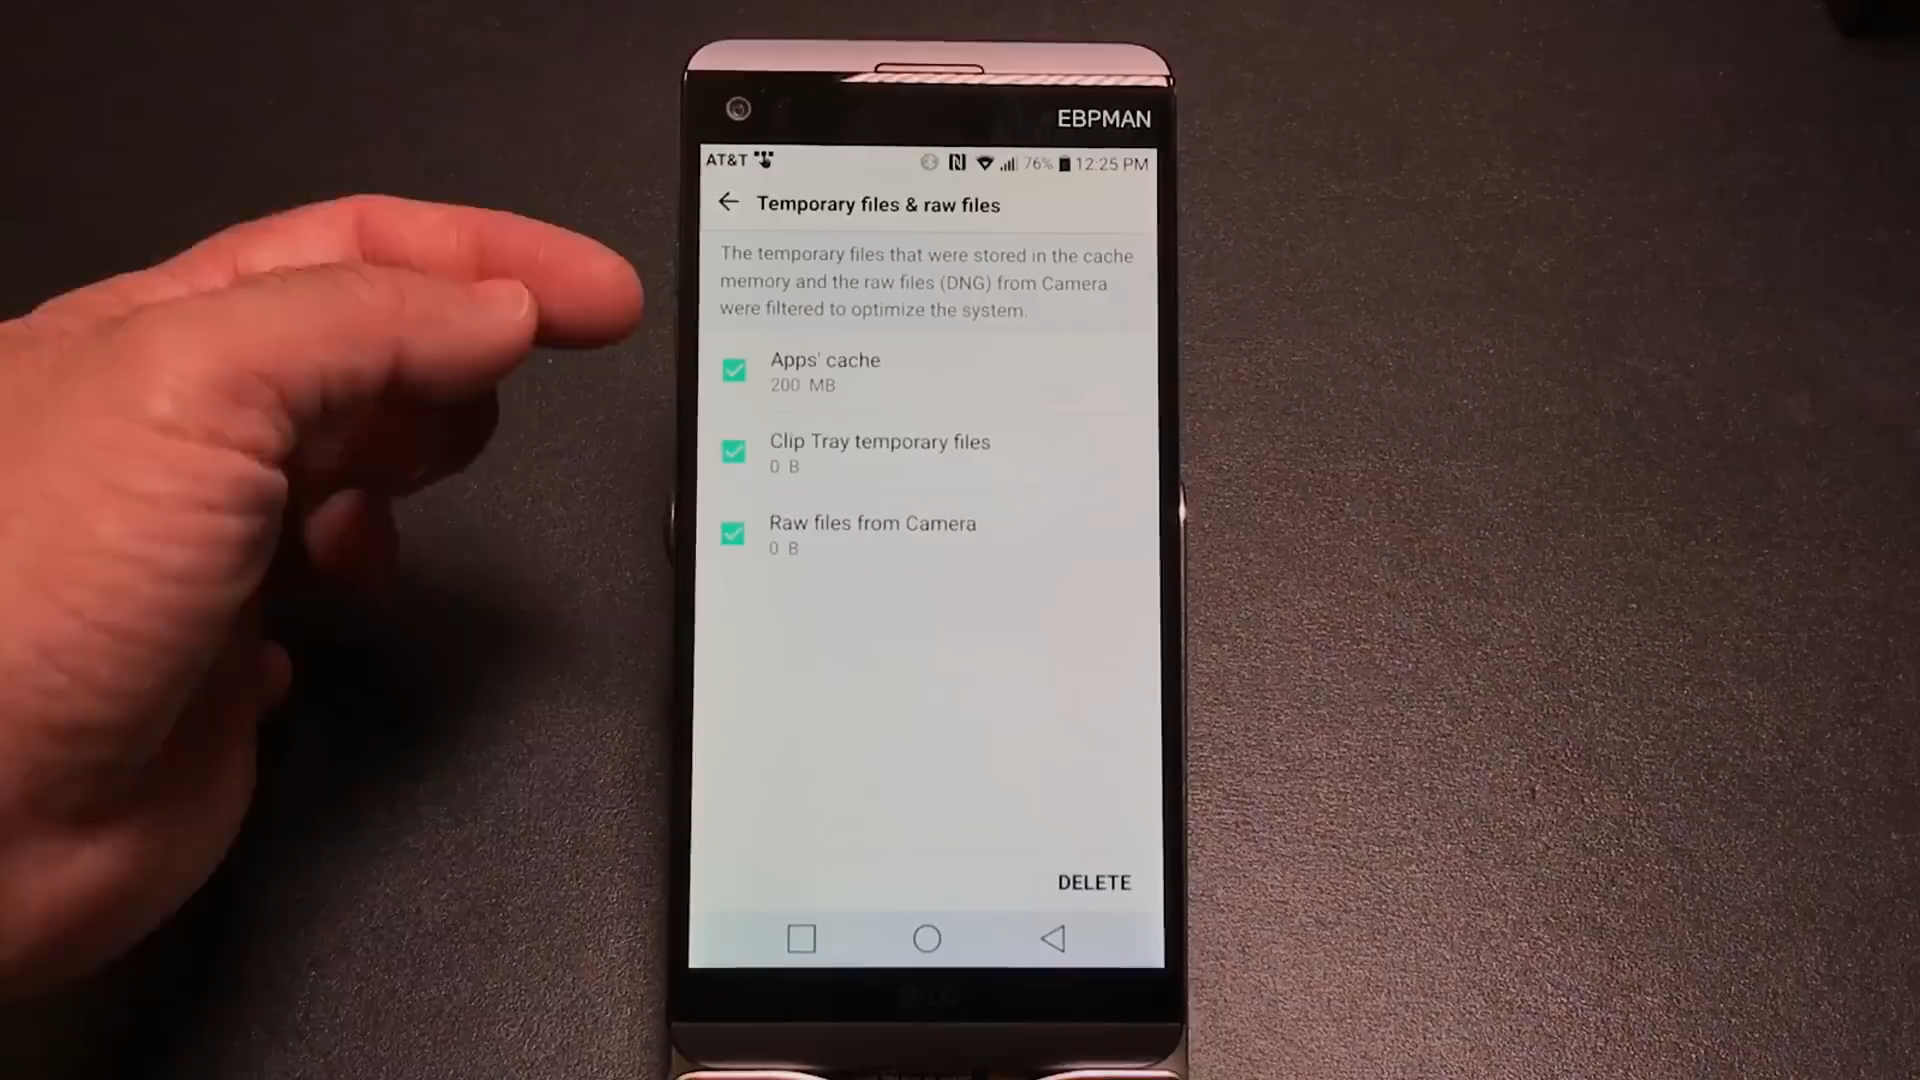 EBPMAN
AT&T 76% 12:25 PM
Temporary files & raw files
The temporary files that were stored in the cache
memory and the raw files (DNG) from Camera
were filtered to optimize the system.
Apps' cache
200 MB
Clip Tray temporary files
0 B
Raw files from Camera
0 B
DELETE
LG